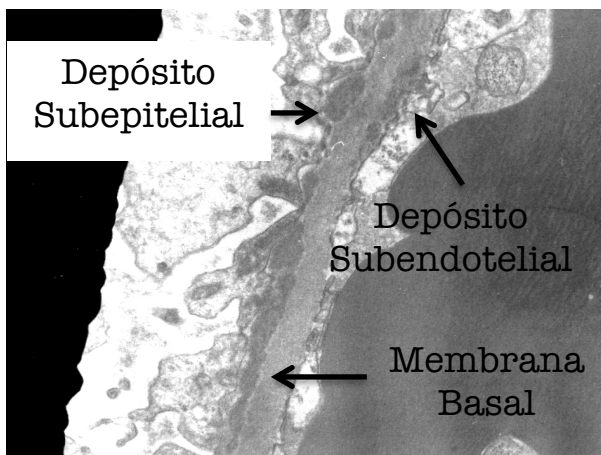 Depósito
Subepitelial
Depósito
Subendotelial
Membrana
Basal